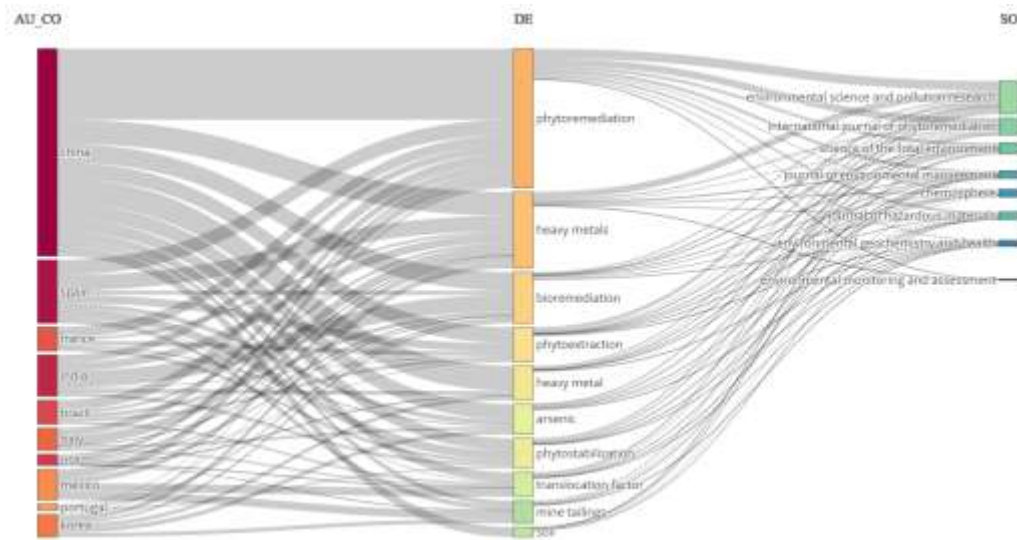 AU_CO
DE
SO
china
spain
france
india
brazil
italy
mexico
portugal
korea
phytoremediation
heavy metals
bioremediation
phytoextraction
heavy metal
arsenic
phytostabilization
translocation factor
mine tailings
soil
environmental science and pollution research
international journal of phytoremediation
science of the total environment
journal of environmental management
chemosphere
journal of hazardous materials
environmental geochemistry and health
environmental monitoring and assessment